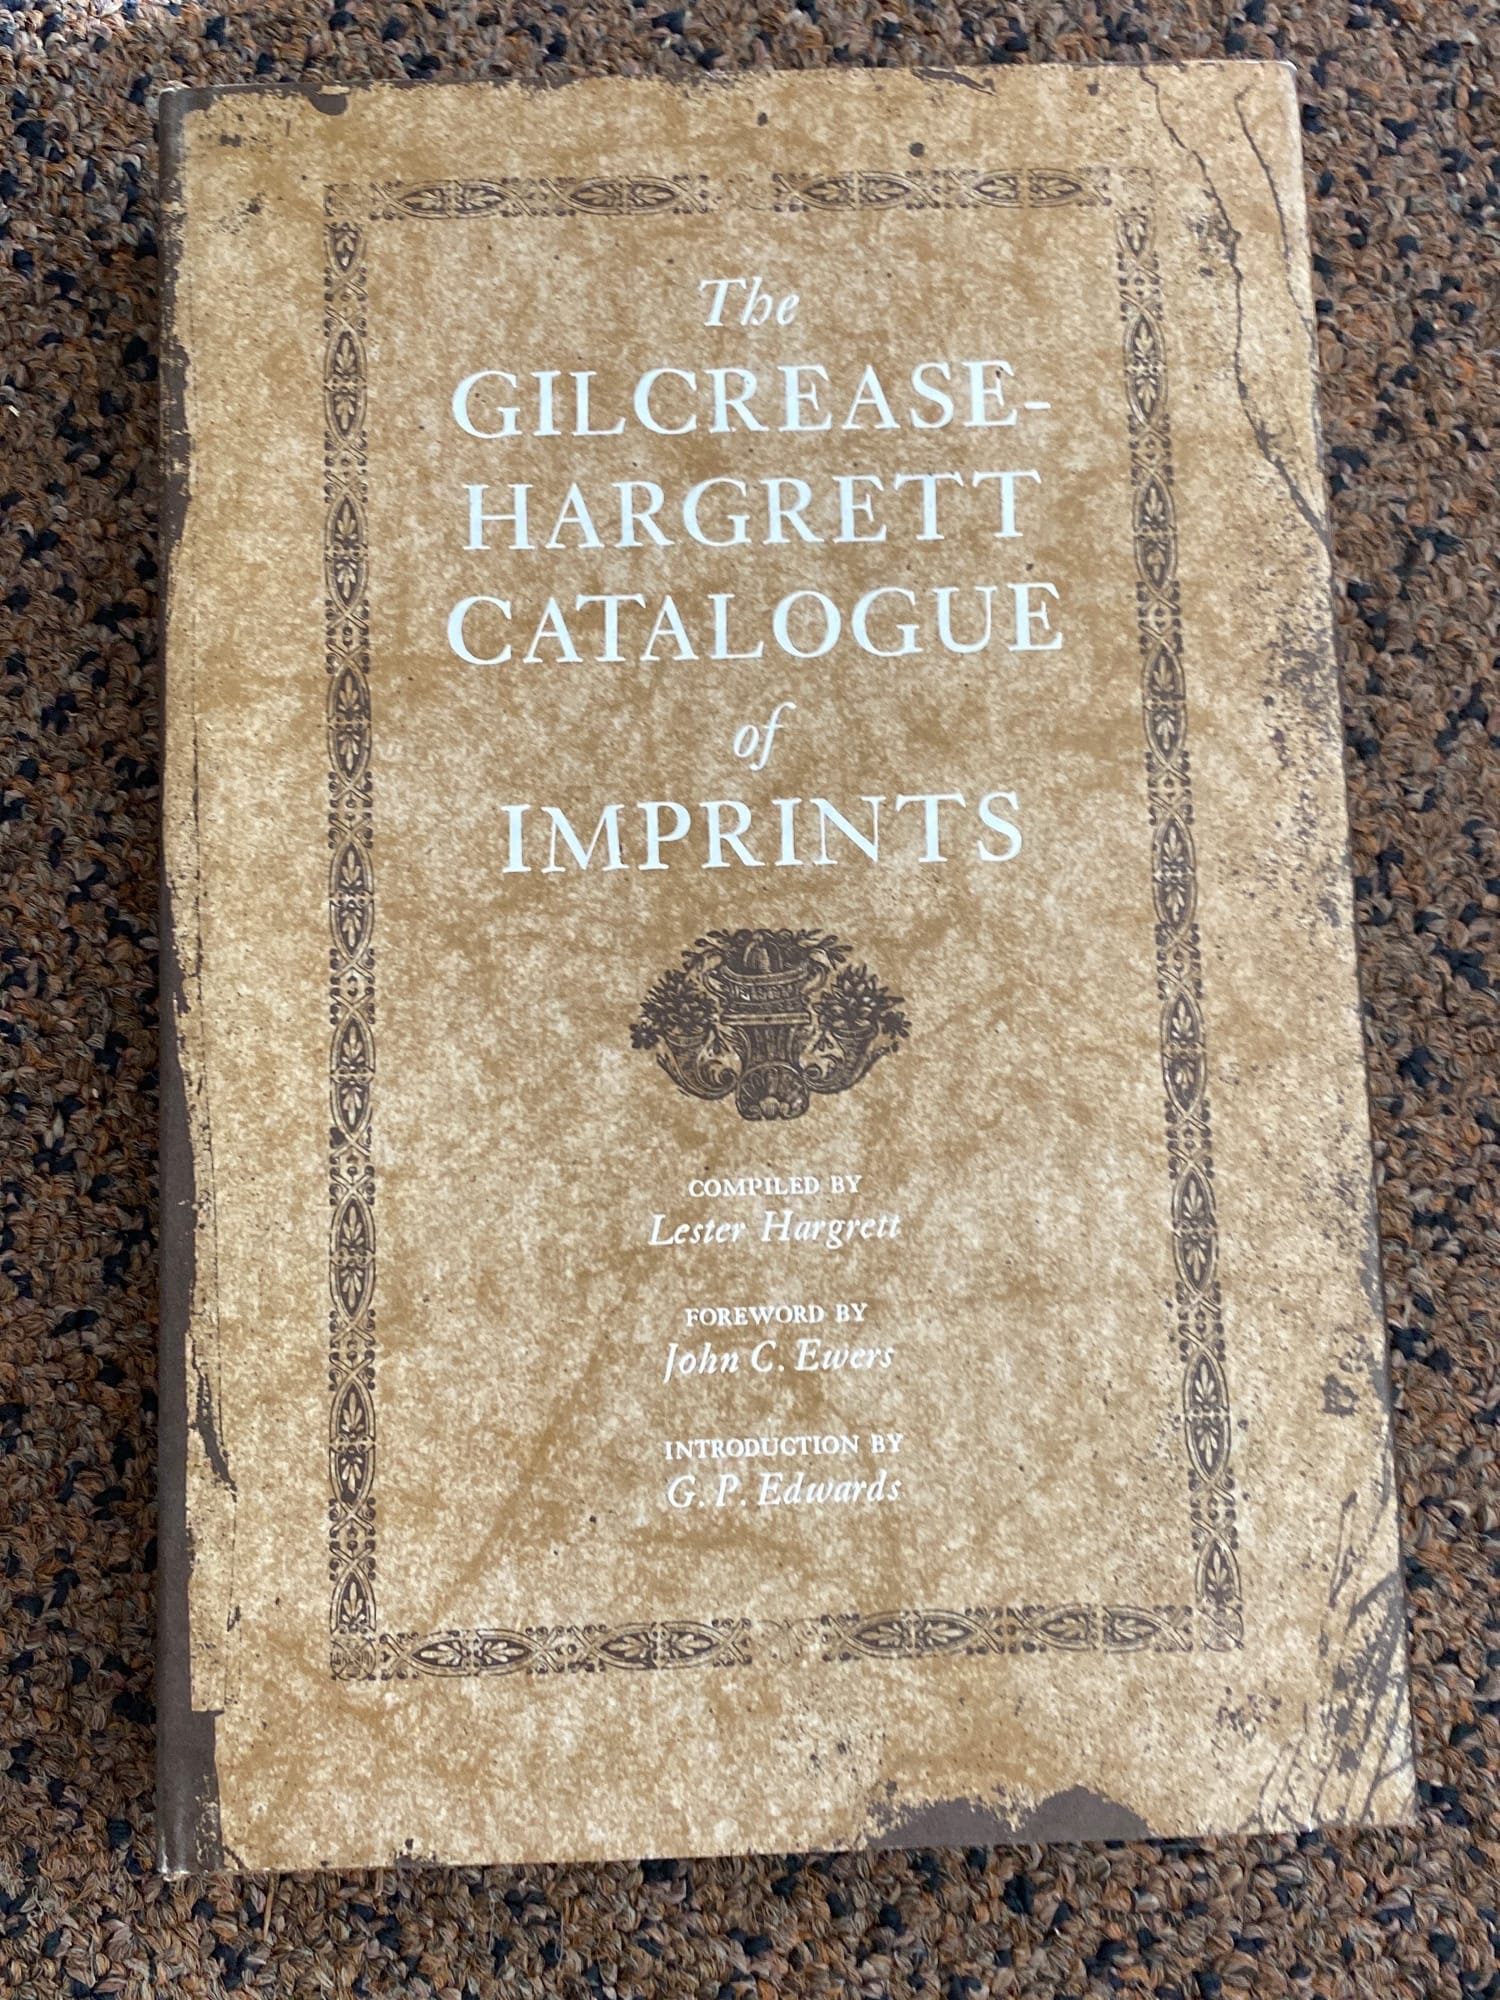 The
GILCREASE-
HARGRETT
CATALOGUE
of
IMPRINTS
COMPILED BY
Lester Hargrett
FOREWORD BY
John C. Ewers
INTRODUCTION BY
G. P. Edwards